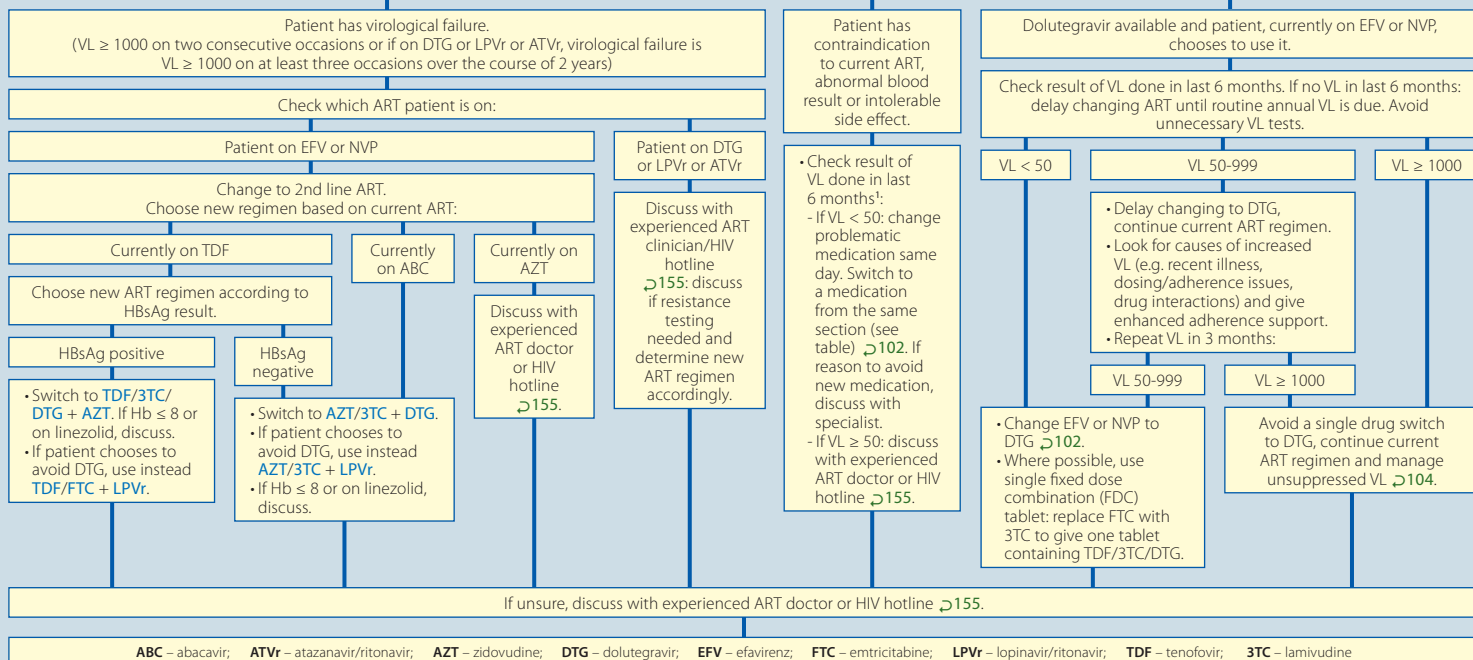 Patient has virological failure.
(VL ≥ 1000 on two consecutive occasions or if on DTG or LPVr or ATVr, virological failure is
VL ≥ 1000 on at least three occasions over the course of 2 years)
Check which ART patient is on:
Patient on EFV or NVP
Change to 2nd line ART.
Choose new regimen based on current ART:
Currently on TDF
Choose new ART regimen according to
HBsAg result.
HBsAg positive
• Switch to TDF/3TC/
DTG + AZT. If Hb ≤ 8 or
on linezolid, discuss.
• If patient chooses to
avoid DTG, use instead
TDF/FTC + LPVr.
HBsAg
negative
Currently
on ABC
• Switch to AZT/3TC + DTG.
• If patient chooses to
avoid DTG, use instead
AZT/3TC + LPVr.
• If Hb ≤ 8 or on linezolid,
discuss.
Currently on
AZT
Discuss with
experienced
ART doctor
or HIV
hotline
⮌155.
Patient on DTG
or LPVr or ATVr
Discuss with
experienced ART
clinician/HIV
hotline
⮌155: discuss
if resistance
testing
needed and
determine new
ART regimen
accordingly.
Patient has
contraindication
to current ART,
abnormal blood
result or intolerable
side effect.
• Check result of
VL done in last
6 months¹:
- If VL < 50: change
problematic
medication same
day. Switch to
a medication
from the same
section (see
table) ⮌102. If
reason to avoid
new medication,
discuss with
specialist.
- If VL ≥ 50: discuss
with experienced
ART doctor or HIV
hotline ⮌155.
Dolutegravir available and patient, currently on EFV or NVP,
chooses to use it.
Check result of VL done in last 6 months. If no VL in last 6 months:
delay changing ART until routine annual VL is due. Avoid
unnecessary VL tests.
VL < 50
VL 50-999
VL ≥ 1000
• Delay changing to DTG,
continue current ART regimen.
• Look for causes of increased
VL (e.g. recent illness,
dosing/adherence issues,
drug interactions) and give
enhanced adherence support.
• Repeat VL in 3 months:
VL 50-999
VL ≥ 1000
• Change EFV or NVP to
DTG ⮌102.
• Where possible, use
single fixed dose
combination (FDC)
tablet: replace FTC with
3TC to give one tablet
containing TDF/3TC/DTG.
Avoid a single drug switch
to DTG, continue current
ART regimen and manage
unsuppressed VL ⮌104.
If unsure, discuss with experienced ART doctor or HIV hotline ⮌155.
ABC – abacavir; ATVr – atazanavir/ritonavir; AZT – zidovudine; DTG – dolutegravir; EFV – efavirenz; FTC – emtricitabine; LPVr – lopinavir/ritonavir; TDF – tenofovir; 3TC – lamivudine